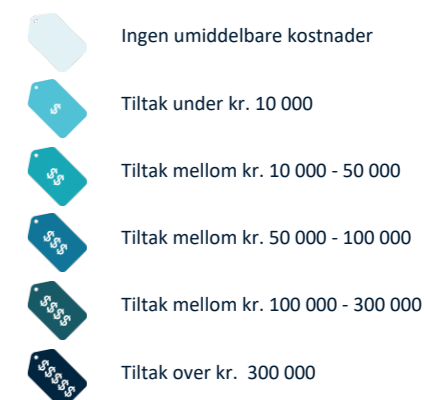 Ingen umiddelbare kostnader
$ Tiltak under kr. 10 000
$$ Tiltak mellom kr. 10 000 - 50 000
$$$ Tiltak mellom kr. 50 000 - 100 000
$$$$ Tiltak mellom kr. 100 000 - 300 000
$$$$$ Tiltak over kr.  300 000